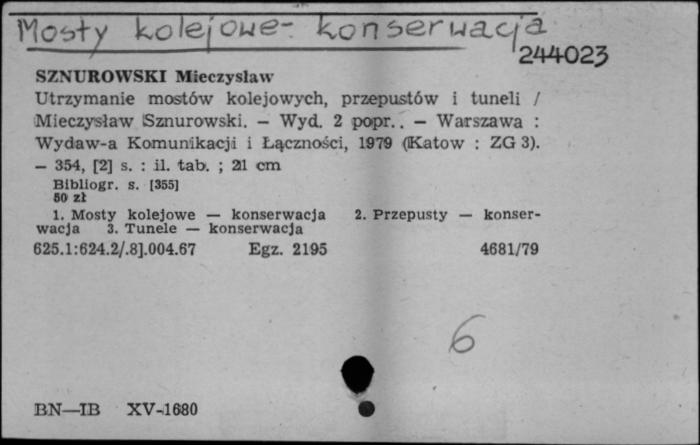 Mosty kolejowe - konserwacja
244023
SZNUROWSKI Mieczysław
Utrzymanie mostów kolejowych, przepustów i tuneli /
Mieczysław Sznurowski. — Wyd. 2 popr.. — Warszawa :
Wydaw-a Komunikacji i Łączności, 1979 (Katow : ZG 3).
— 354, [2] s. : il. tab. ; 21 cm
Bibliogr. s. [355]
50 zł
1. Mosty kolejowe — konserwacja 2. Przepusty — konser-
wacja 3. Tunele — konserwacja
625.1:624.2/.8].004.67 Egz. 2195 4681/79
6
BN—IB XV-1680